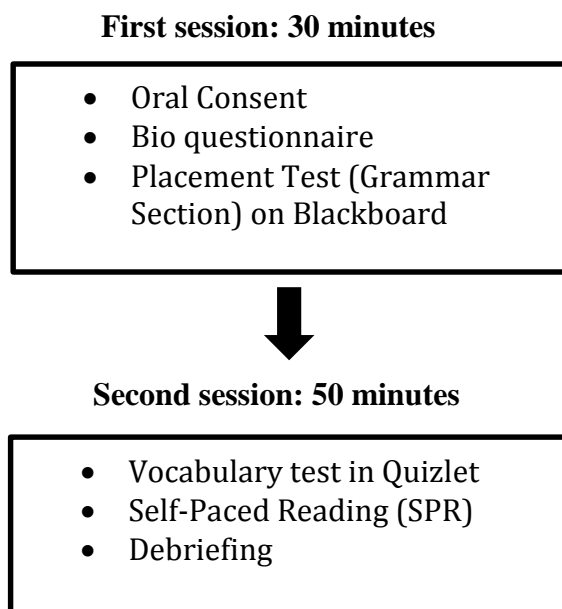 First session: 30 minutes
• Oral Consent
• Bio questionnaire
• Placement Test (Grammar
Section) on Blackboard
Second session: 50 minutes
• Vocabulary test in Quizlet
• Self-Paced Reading (SPR)
• Debriefing